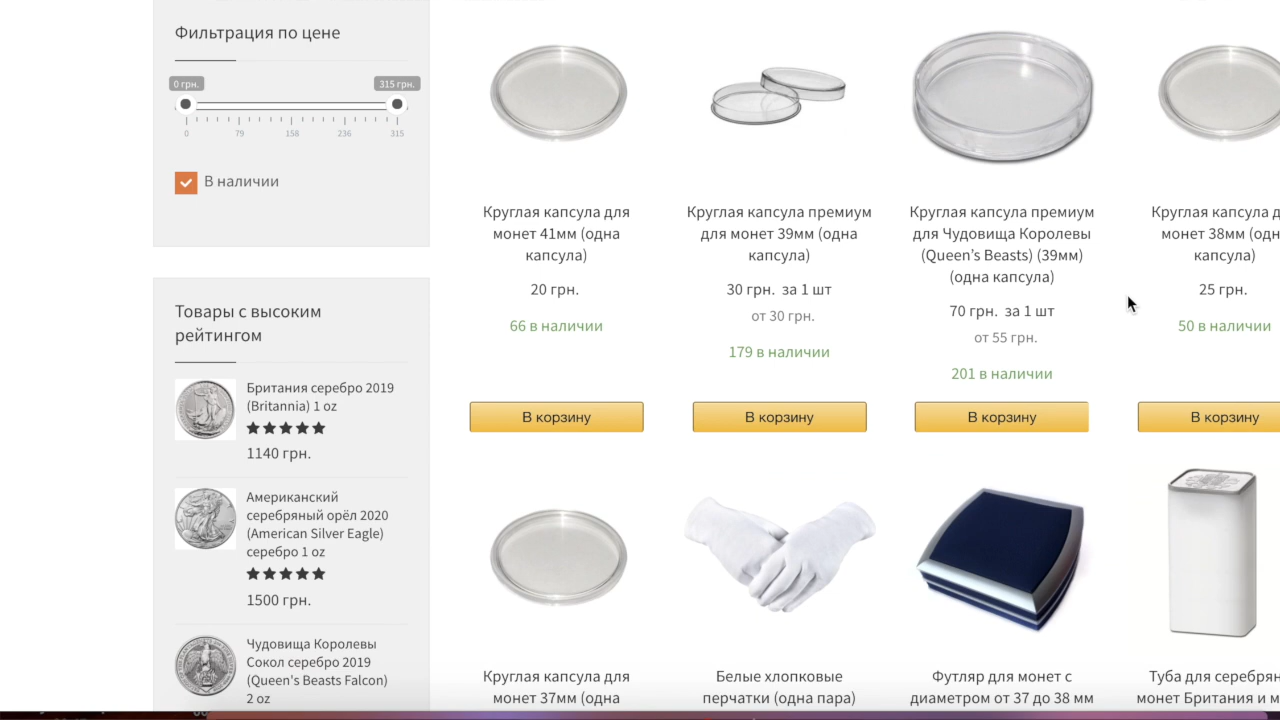 Фильтрация по цене
0 грн.
315 грн.
0
79
158
236
315
В наличии
Товары с высоким
рейтингом
Британия серебро 2019
(Britannia) 1 oz
1140 грн.
Американский
серебряный орёл 2020
(American Silver Eagle)
серебро 1 oz
1500 грн.
Чудовища Королевы
Сокол серебро 2019
(Queen's Beasts Falcon)
2 oz
Круглая капсула для
монет 41мм (одна
капсула)
20 грн.
66 в наличии
В корзину
Круглая капсула премиум
для монет 39мм (одна
капсула)
30 грн. за 1 шт
от 30 грн.
179 в наличии
В корзину
Круглая капсула премиум
для Чудовища Королевы
(Queen’s Beasts) (39мм)
(одна капсула)
70 грн. за 1 шт
от 55 грн.
201 в наличии
В корзину
Круглая капсула
монет 38мм
капсула)
25 грн.
50 в наличии
В корзину
Круглая капсула для
монет 37мм (одна
Белые хлопковые
перчатки (одна пара)
Футляр для монет с
диаметром от 37 до 38 мм
Туба для
монет Британия и